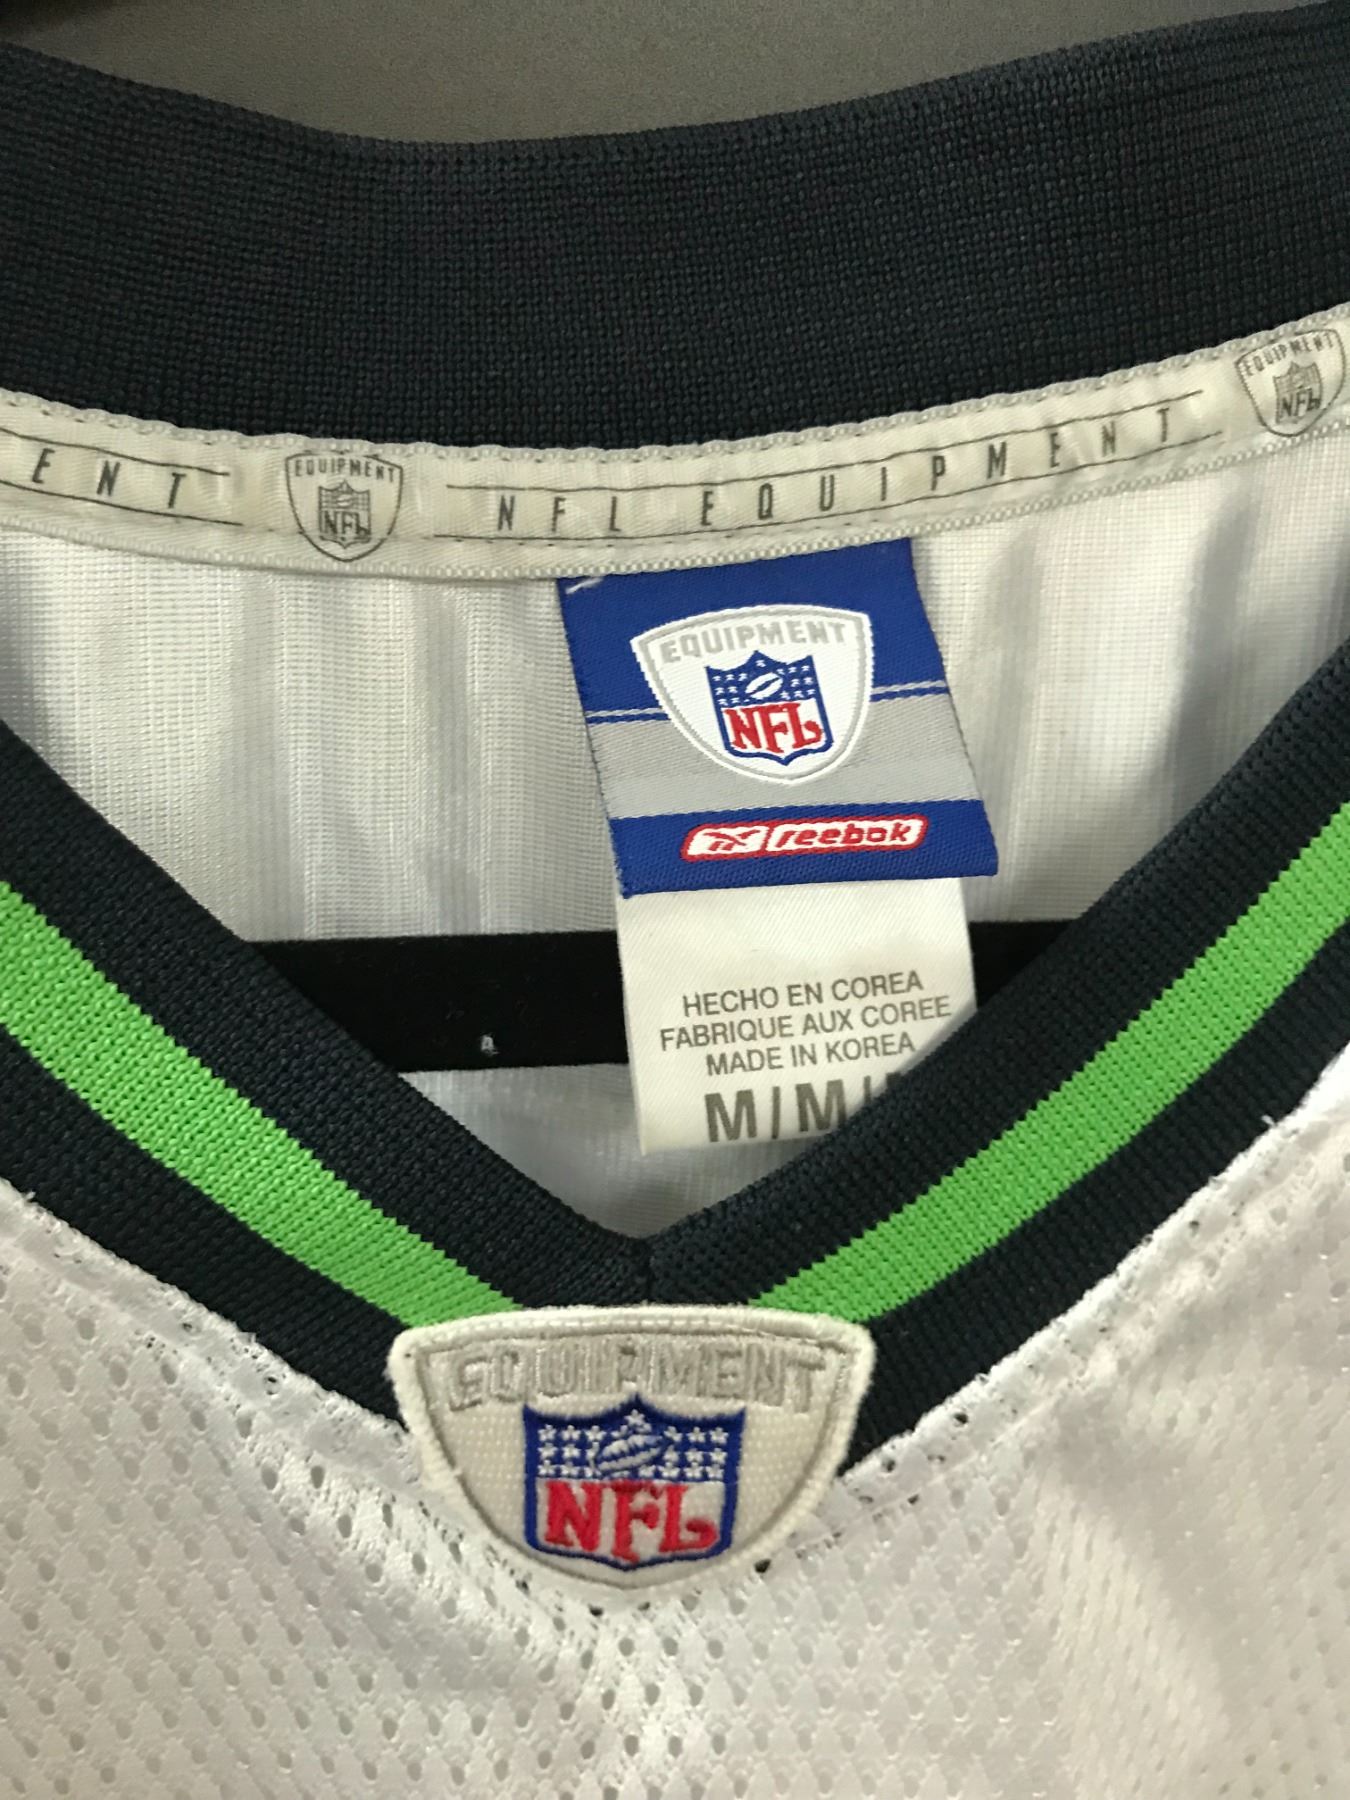 ENT EQUIPMENT NFL NFL EQUIPMENT EQUIPMENT NFL
EQUIPMENT
NFL
reebok
HECHO EN COREA
FABRIQUE AUX COREE
MADE IN KOREA
M/M/
EQUIPMENT
NFL